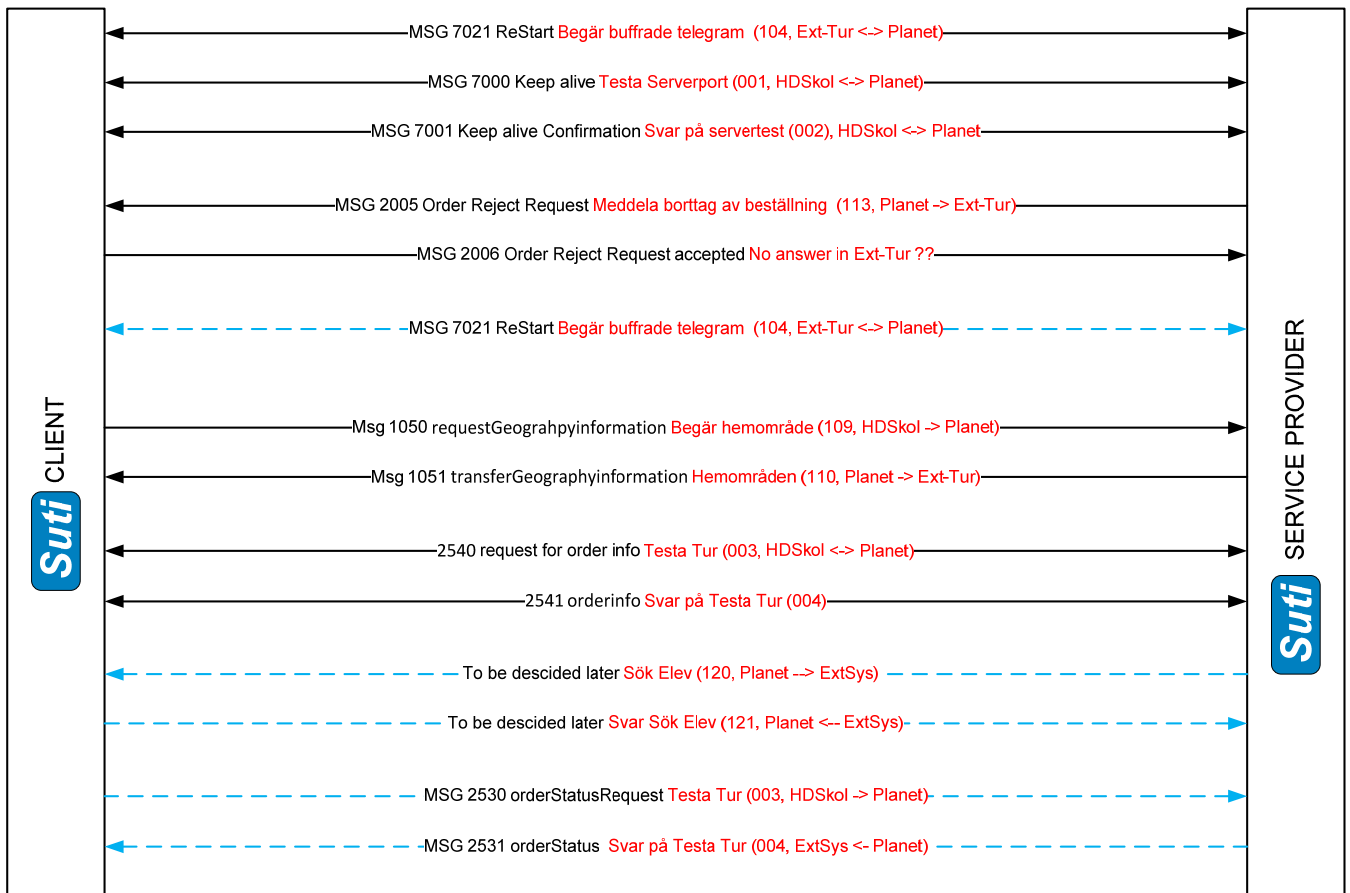 MSG 7021 ReStart Begär buffrade telegram (104, Ext-Tur <-> Planet)
MSG 7000 Keep alive Testa Serverport (001, HDSkol <-> Planet)
MSG 7001 Keep alive Confirmation Svar på servertest (002), HDSkol <-> Planet
MSG 2005 Order Reject Request Meddela borttag av beställning (113, Planet -> Ext-Tur)
MSG 2006 Order Reject Request accepted No answer in Ext-Tur ??
MSG 7021 ReStart Begär buffrade telegram (104, Ext-Tur <-> Planet)
Msg 1050 requestGeograhpyinformation Begär hemområde (109, HDSkol -> Planet)
Msg 1051 transferGeographyinformation Hemområden (110, Planet -> Ext-Tur)
2540 request for order info Testa Tur (003, HDSkol <-> Planet)
2541 orderinfo Svar på Testa Tur (004)
To be descided later Sök Elev (120, Planet --> ExtSys)
To be descided later Svar Sök Elev (121, Planet <-- ExtSys)
MSG 2530 orderStatusRequest Testa Tur (003, HDSkol -> Planet)
MSG 2531 orderStatus Svar på Testa Tur (004, ExtSys <- Planet)
Suti CLIENT
Suti SERVICE PROVIDER